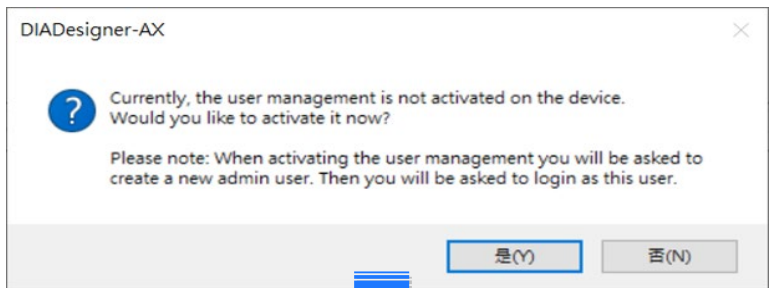 DIADesigner-AX
Currently, the user management is not activated on the device.
Would you like to activate it now?
Please note: When activating the user management you will be asked to
create a new admin user. Then you will be asked to login as this user.
是(Y)
否(N)